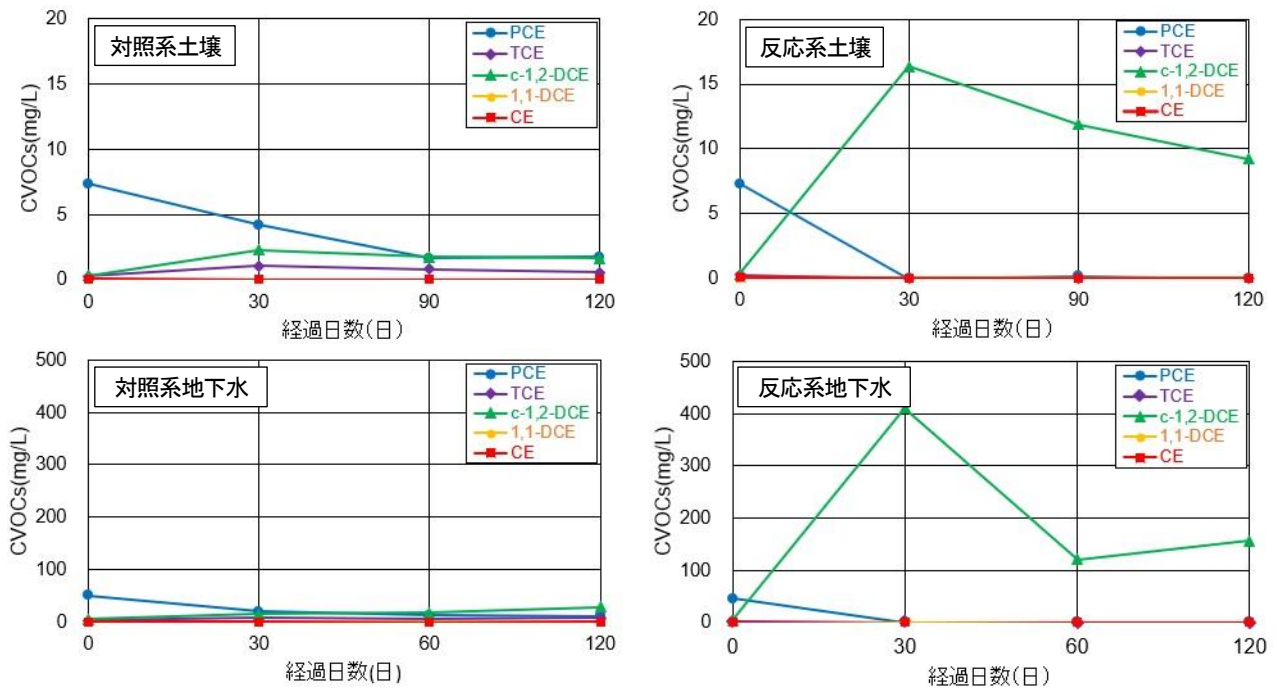 対照系土壌
CVOCs(mg/L)
20
15
10
5
0
0 30 90 120
経過日数(日)
PCE
TCE
c-1,2-DCE
1,1-DCE
CE
反応系土壌
CVOCs(mg/L)
20
15
10
5
0
0 30 90 120
経過日数(日)
PCE
TCE
c-1,2-DCE
1,1-DCE
CE
対照系地下水
CVOCs(mg/L)
500
400
300
200
100
0
0 30 60 120
経過日数(日)
PCE
TCE
c-1,2-DCE
1,1-DCE
CE
反応系地下水
CVOCs(mg/L)
500
400
300
200
100
0
0 30 60 120
経過日数(日)
PCE
TCE
c-1,2-DCE
1,1-DCE
CE